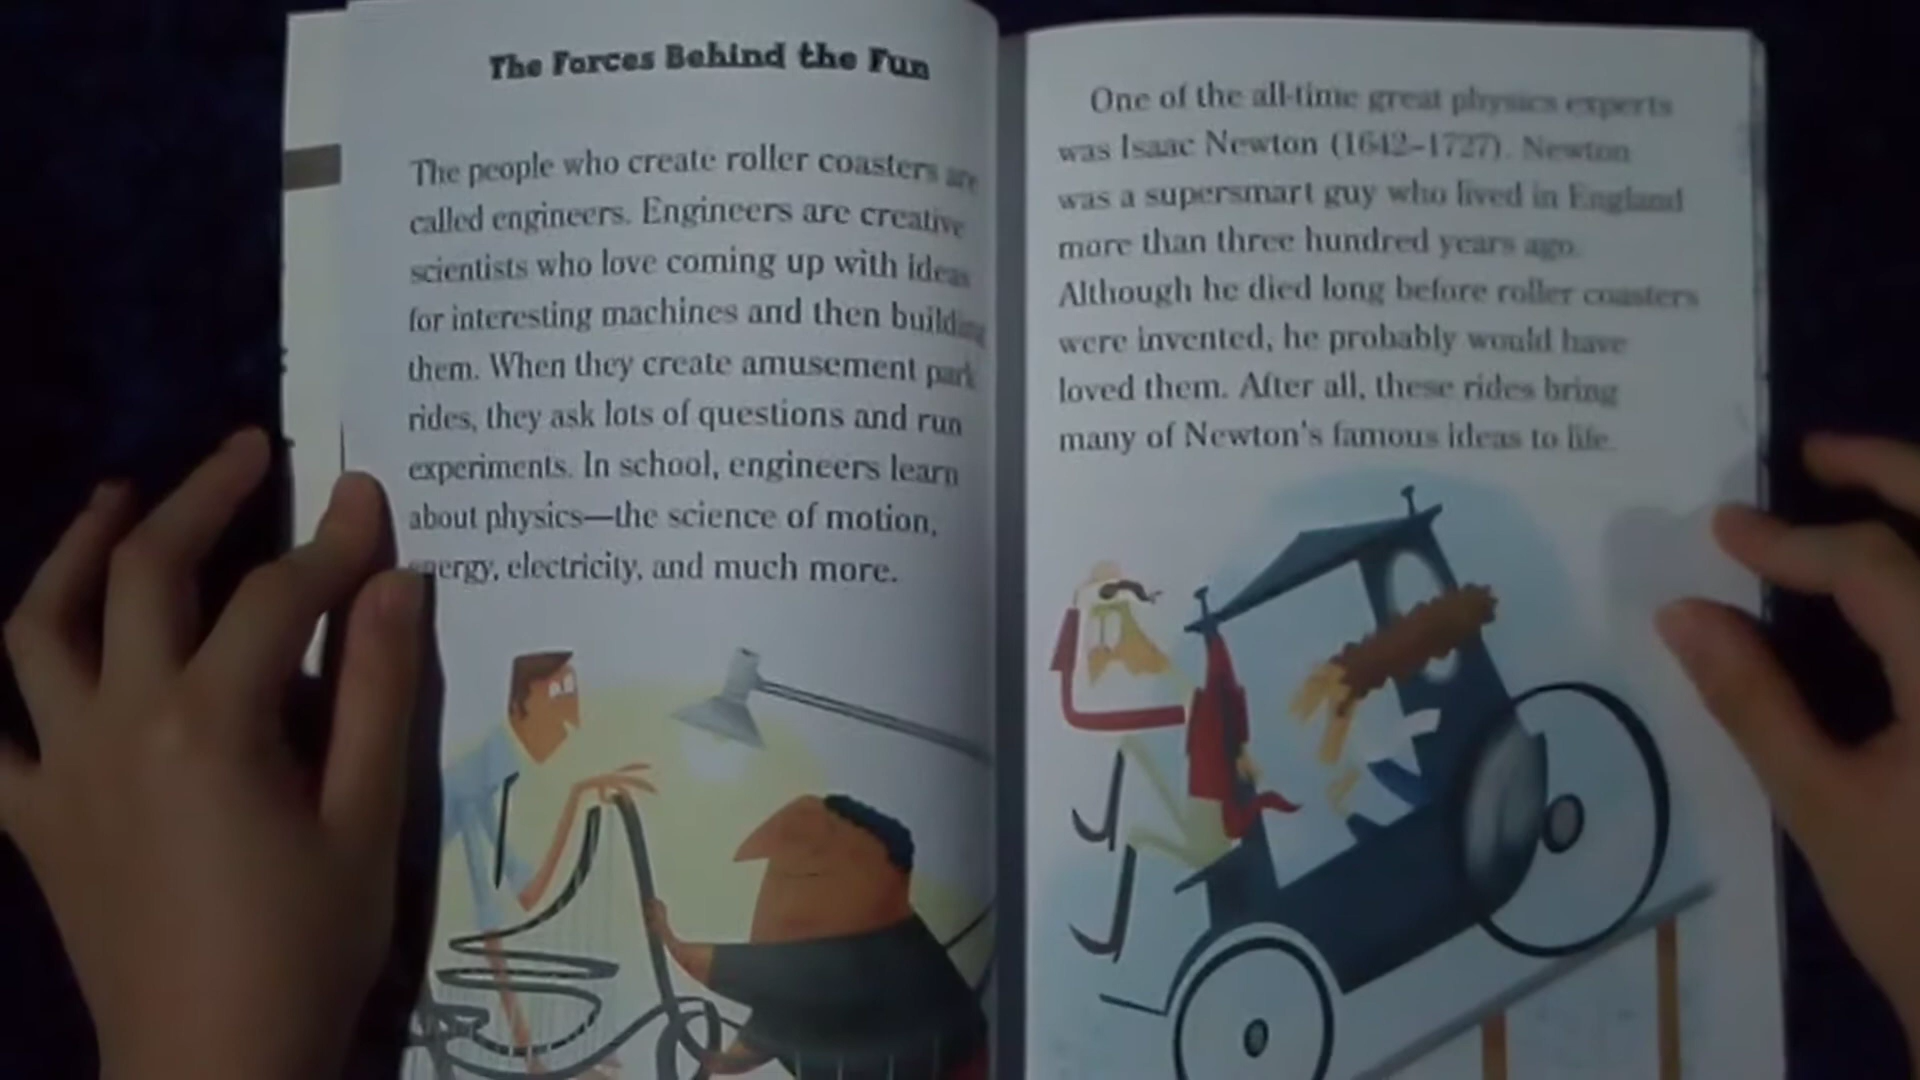 The Forces Behind the Fun
The people who create roller coasters are
called engineers. Engineers are creative
scientists who love coming up with ideas
for interesting machines and then building
them. When they create amusement park
rides, they ask lots of questions and run
experiments. In school, engineers learn
about physics—the science of motion,
energy, electricity, and much more.
One of the all-time great physics experts
was Isaac Newton (1642–1727). Newton
was a supersmart guy who lived in England
more than three hundred years ago.
Although he died long before roller coasters
were invented, he probably would have
loved them. After all, these rides bring
many of Newton's famous ideas to life.